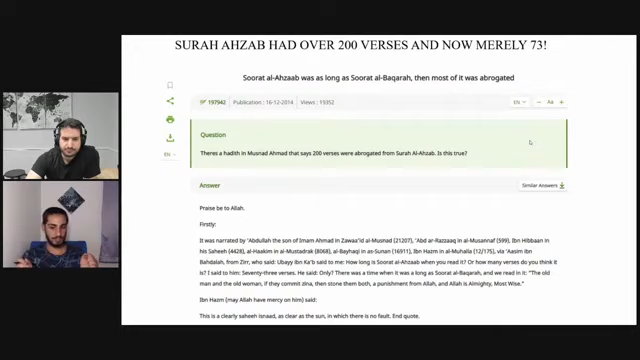 SURAH AHZAB HAD OVER 200 VERSES AND NOW MERELY 73!
Soorat al-Ahzaab was as long as Soorat al-Baqarah, then most of it was abrogated
197942 Publication : 16-12-2014 Views : 19352 EN Aa
EN
Question
Theres a hadith in Musnad Ahmad that says 200 verses were abrogated from Surah Al-Ahzab. Is this true?
Answer
Similar Answers
Praise be to Allah.
Firstly:
It was narrated by 'Abdullah the son of Imam Ahmad in Zawaa'id al-Musnad (21207), 'Abd ar-Razzaaq in al-Musannaf (599), Ibn Hibbaan in
his Saheeh (4428), al-Haakim in al-Mustadrak (8068), al-Bayhaqi in as-Sunan (16911), Ibn Hazm in al-Muhalla (12/175), via 'Aasim ibn
Bahdalah, from Zirr, who said: Ubayy ibn Ka'b said to me: How long is Soorat al-Ahzaab when you read it? Or how many verses do you think it
is? I said to him: Seventy-three verses. He said: Only? There was a time when it was a long as Soorat al-Baqarah, and we read in it: "The old
man and the old woman, if they commit zina, then stone them both, a punishment from Allah, and Allah is Almighty, Most Wise."
Ibn Hazm (may Allah have mercy on him) said:
This is a clearly saheeh isnaad, as clear as the sun, in which there is no fault. End quote.